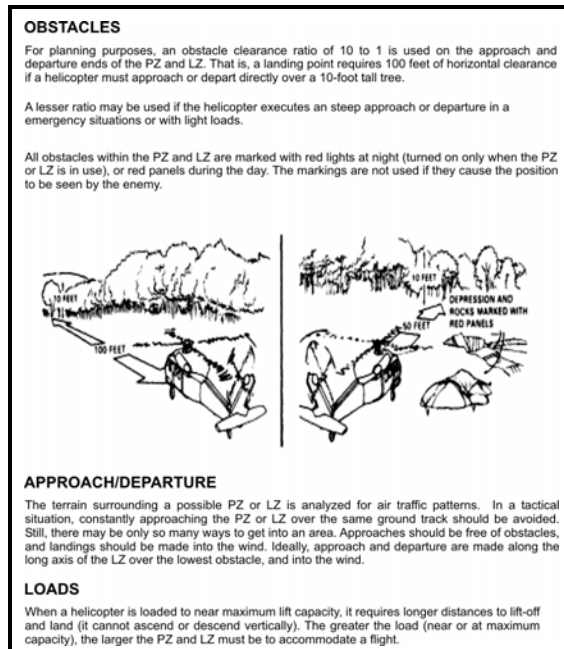 OBSTACLES
For planning purposes, an obstacle clearance ratio of 10 to 1 is used on the approach and
departure ends of the PZ and LZ. That is, a landing point requires 100 feet of horizontal clearance
if a helicopter must approach or depart directly over a 10-foot tall tree.
A lesser ratio may be used if the helicopter executes an steep approach or departure in a
emergency situations or with light loads.
All obstacles within the PZ and LZ are marked with red lights at night (turned on only when the PZ
or LZ is in use), or red panels during the day. The markings are not used if they cause the position
to be seen by the enemy.
10 FEET
100 FEET
10 FEET
50 FEET
DEPRESSION AND
ROCKS MARKED WITH
RED PANELS
APPROACH/DEPARTURE
The terrain surrounding a possible PZ or LZ is analyzed for air traffic patterns. In a tactical
situation, constantly approaching the PZ or LZ over the same ground track should be avoided.
Still, there may be only so many ways to get into an area. Approaches should be free of obstacles,
and landings should be made into the wind. Ideally, approach and departure are made along the
long axis of the LZ over the lowest obstacle, and into the wind.
LOADS
When a helicopter is loaded to near maximum lift capacity, it requires longer distances to lift-off
and land (it cannot ascend or descend vertically). The greater the load (near or at maximum
capacity), the larger the PZ and LZ must be to accommodate a flight.